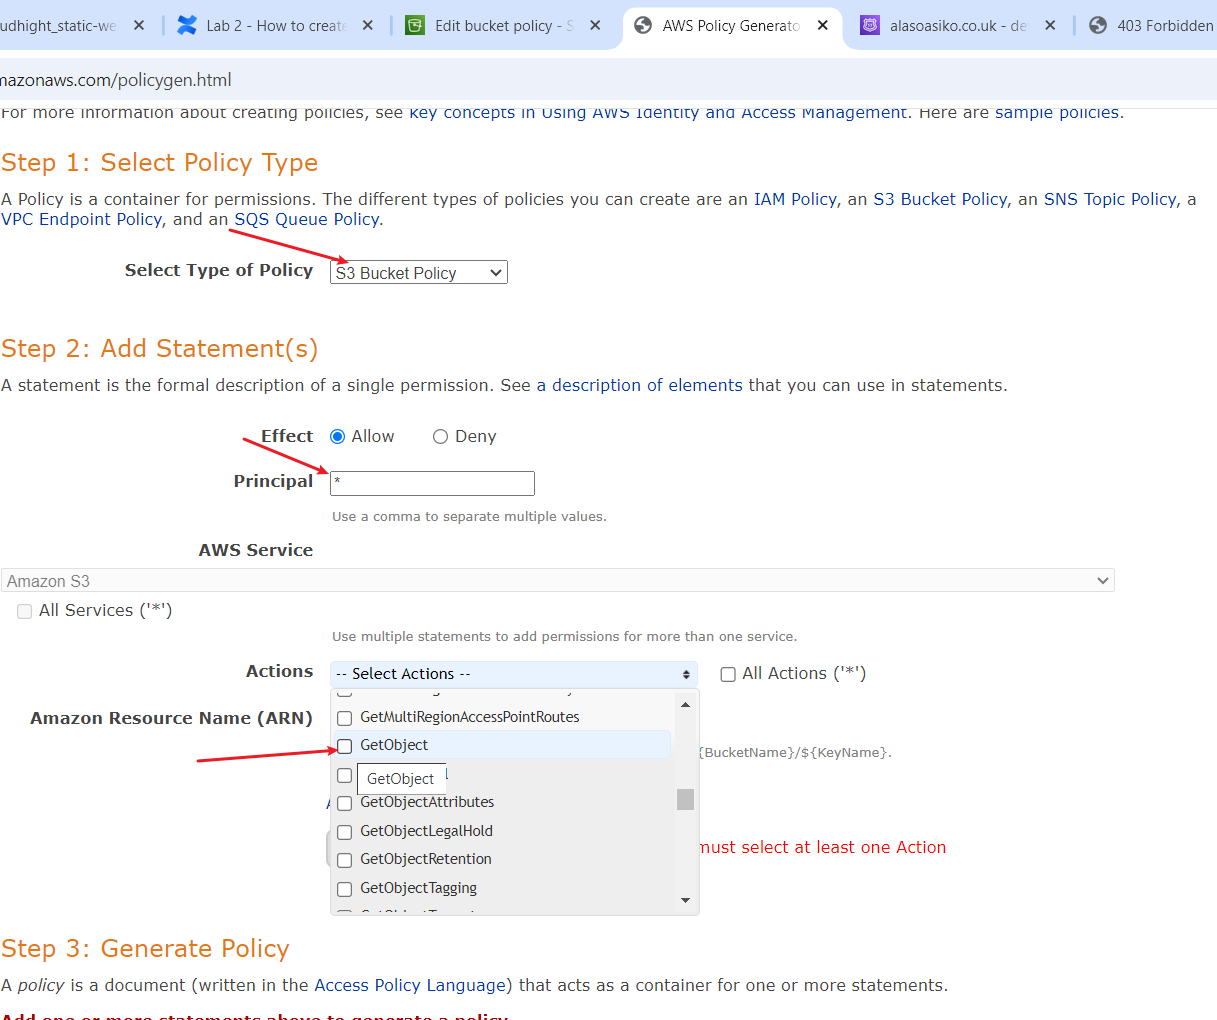 udhight_static-we
Lab 2 - How to create
Edit bucket policy - S
AWS Policy Generato
alasoasiko.co.uk - de
403 Forbidden
nazonaws.com/policygen.html
For more information about creating policies, see key concepts in Using AWS Identity and Access Management. Here are sample policies.
Step 1: Select Policy Type
A Policy is a container for permissions. The different types of policies you can create are an IAM Policy, an S3 Bucket Policy, an SNS Topic Policy, a
VPC Endpoint Policy, and an SQS Queue Policy.
Select Type of Policy S3 Bucket Policy
Step 2: Add Statement(s)
A statement is the formal description of a single permission. See a description of elements that you can use in statements.
Effect Allow Deny
Principal *
Use a comma to separate multiple values.
AWS Service
Amazon S3
All Services ('*')
Use multiple statements to add permissions for more than one service.
Actions -- Select Actions -- All Actions ('*')
GetMultiRegionAccessPointRoutes
Amazon Resource Name (ARN)
GetObject
{BucketName}/${KeyName}.
GetObject
GetObjectAttributes
GetObjectLegalHold
must select at least one Action
GetObjectRetention
GetObjectTagging
Step 3: Generate Policy
A policy is a document (written in the Access Policy Language) that acts as a container for one or more statements.
Add one or more statements above to generate a policy.